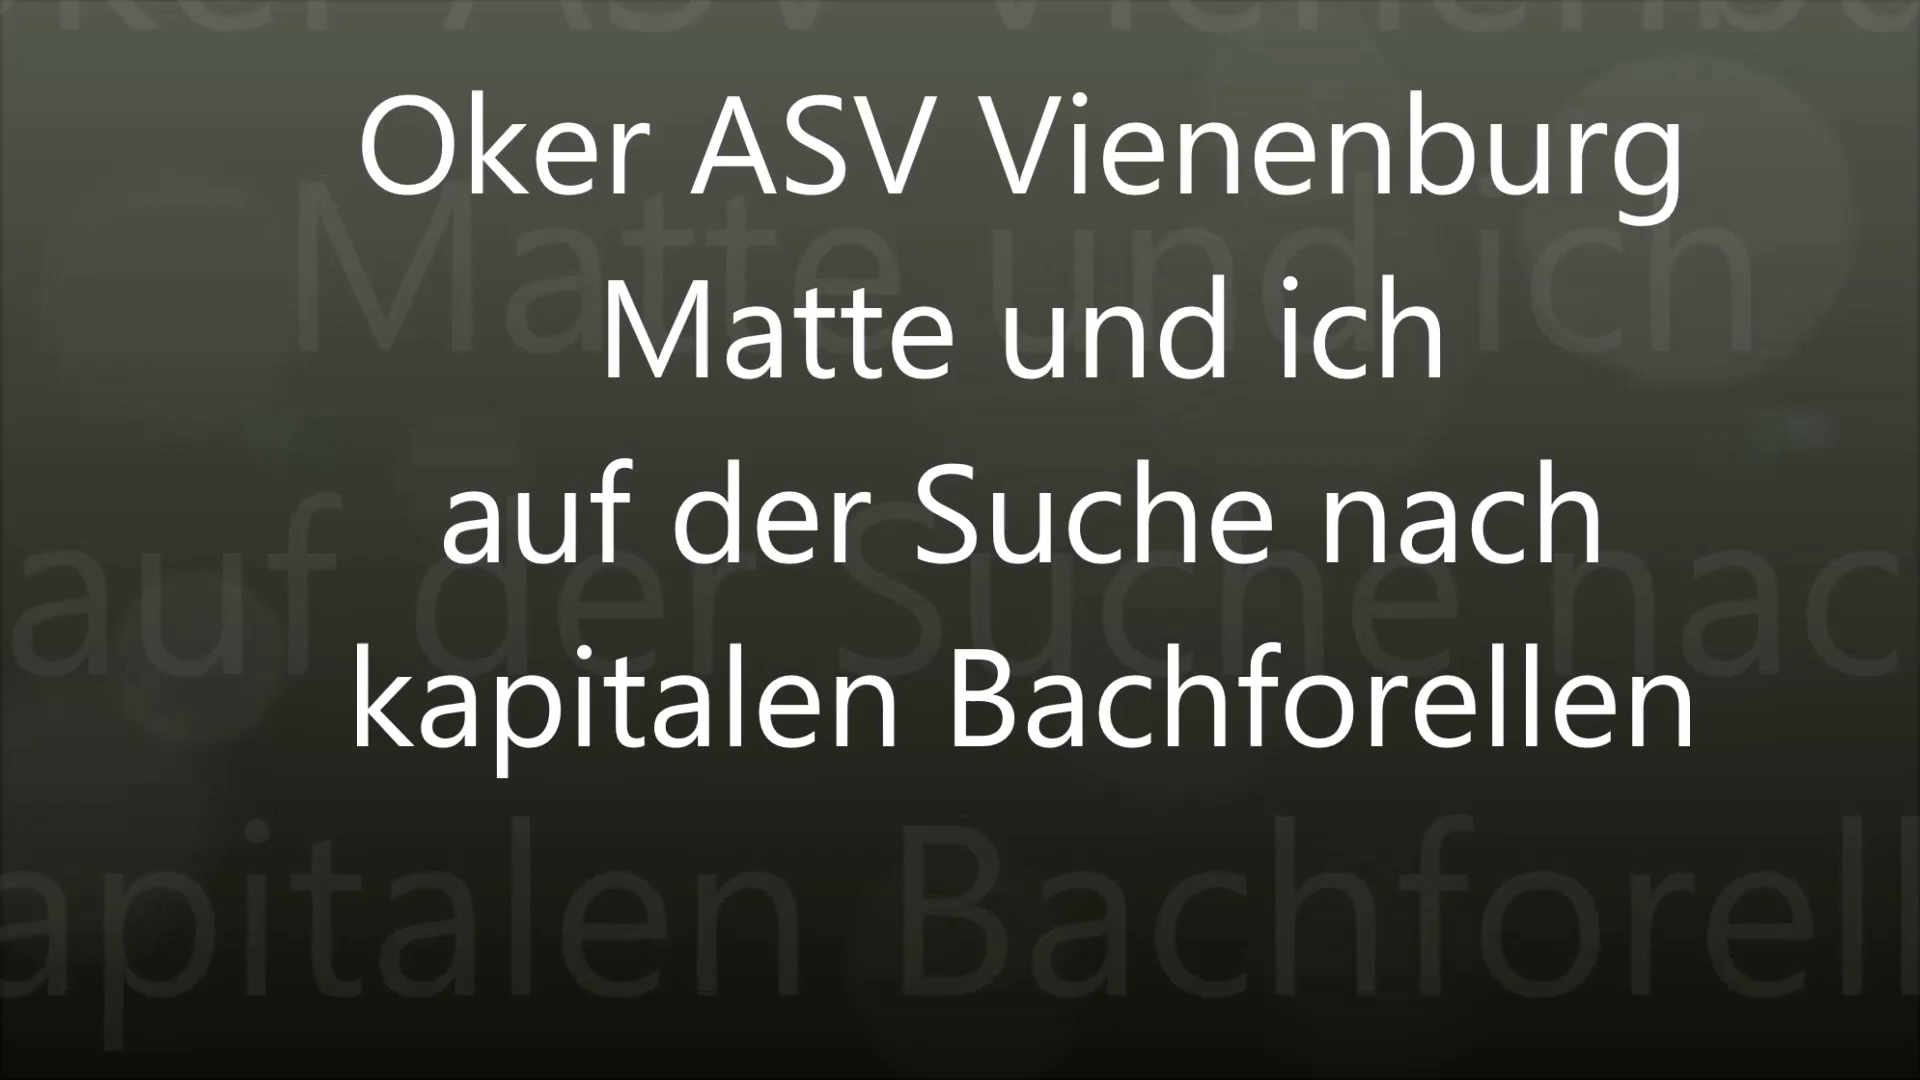 Oker ASV Vienenburg
Matte und ich
auf der Suche nach
kapitalen Bachforellen